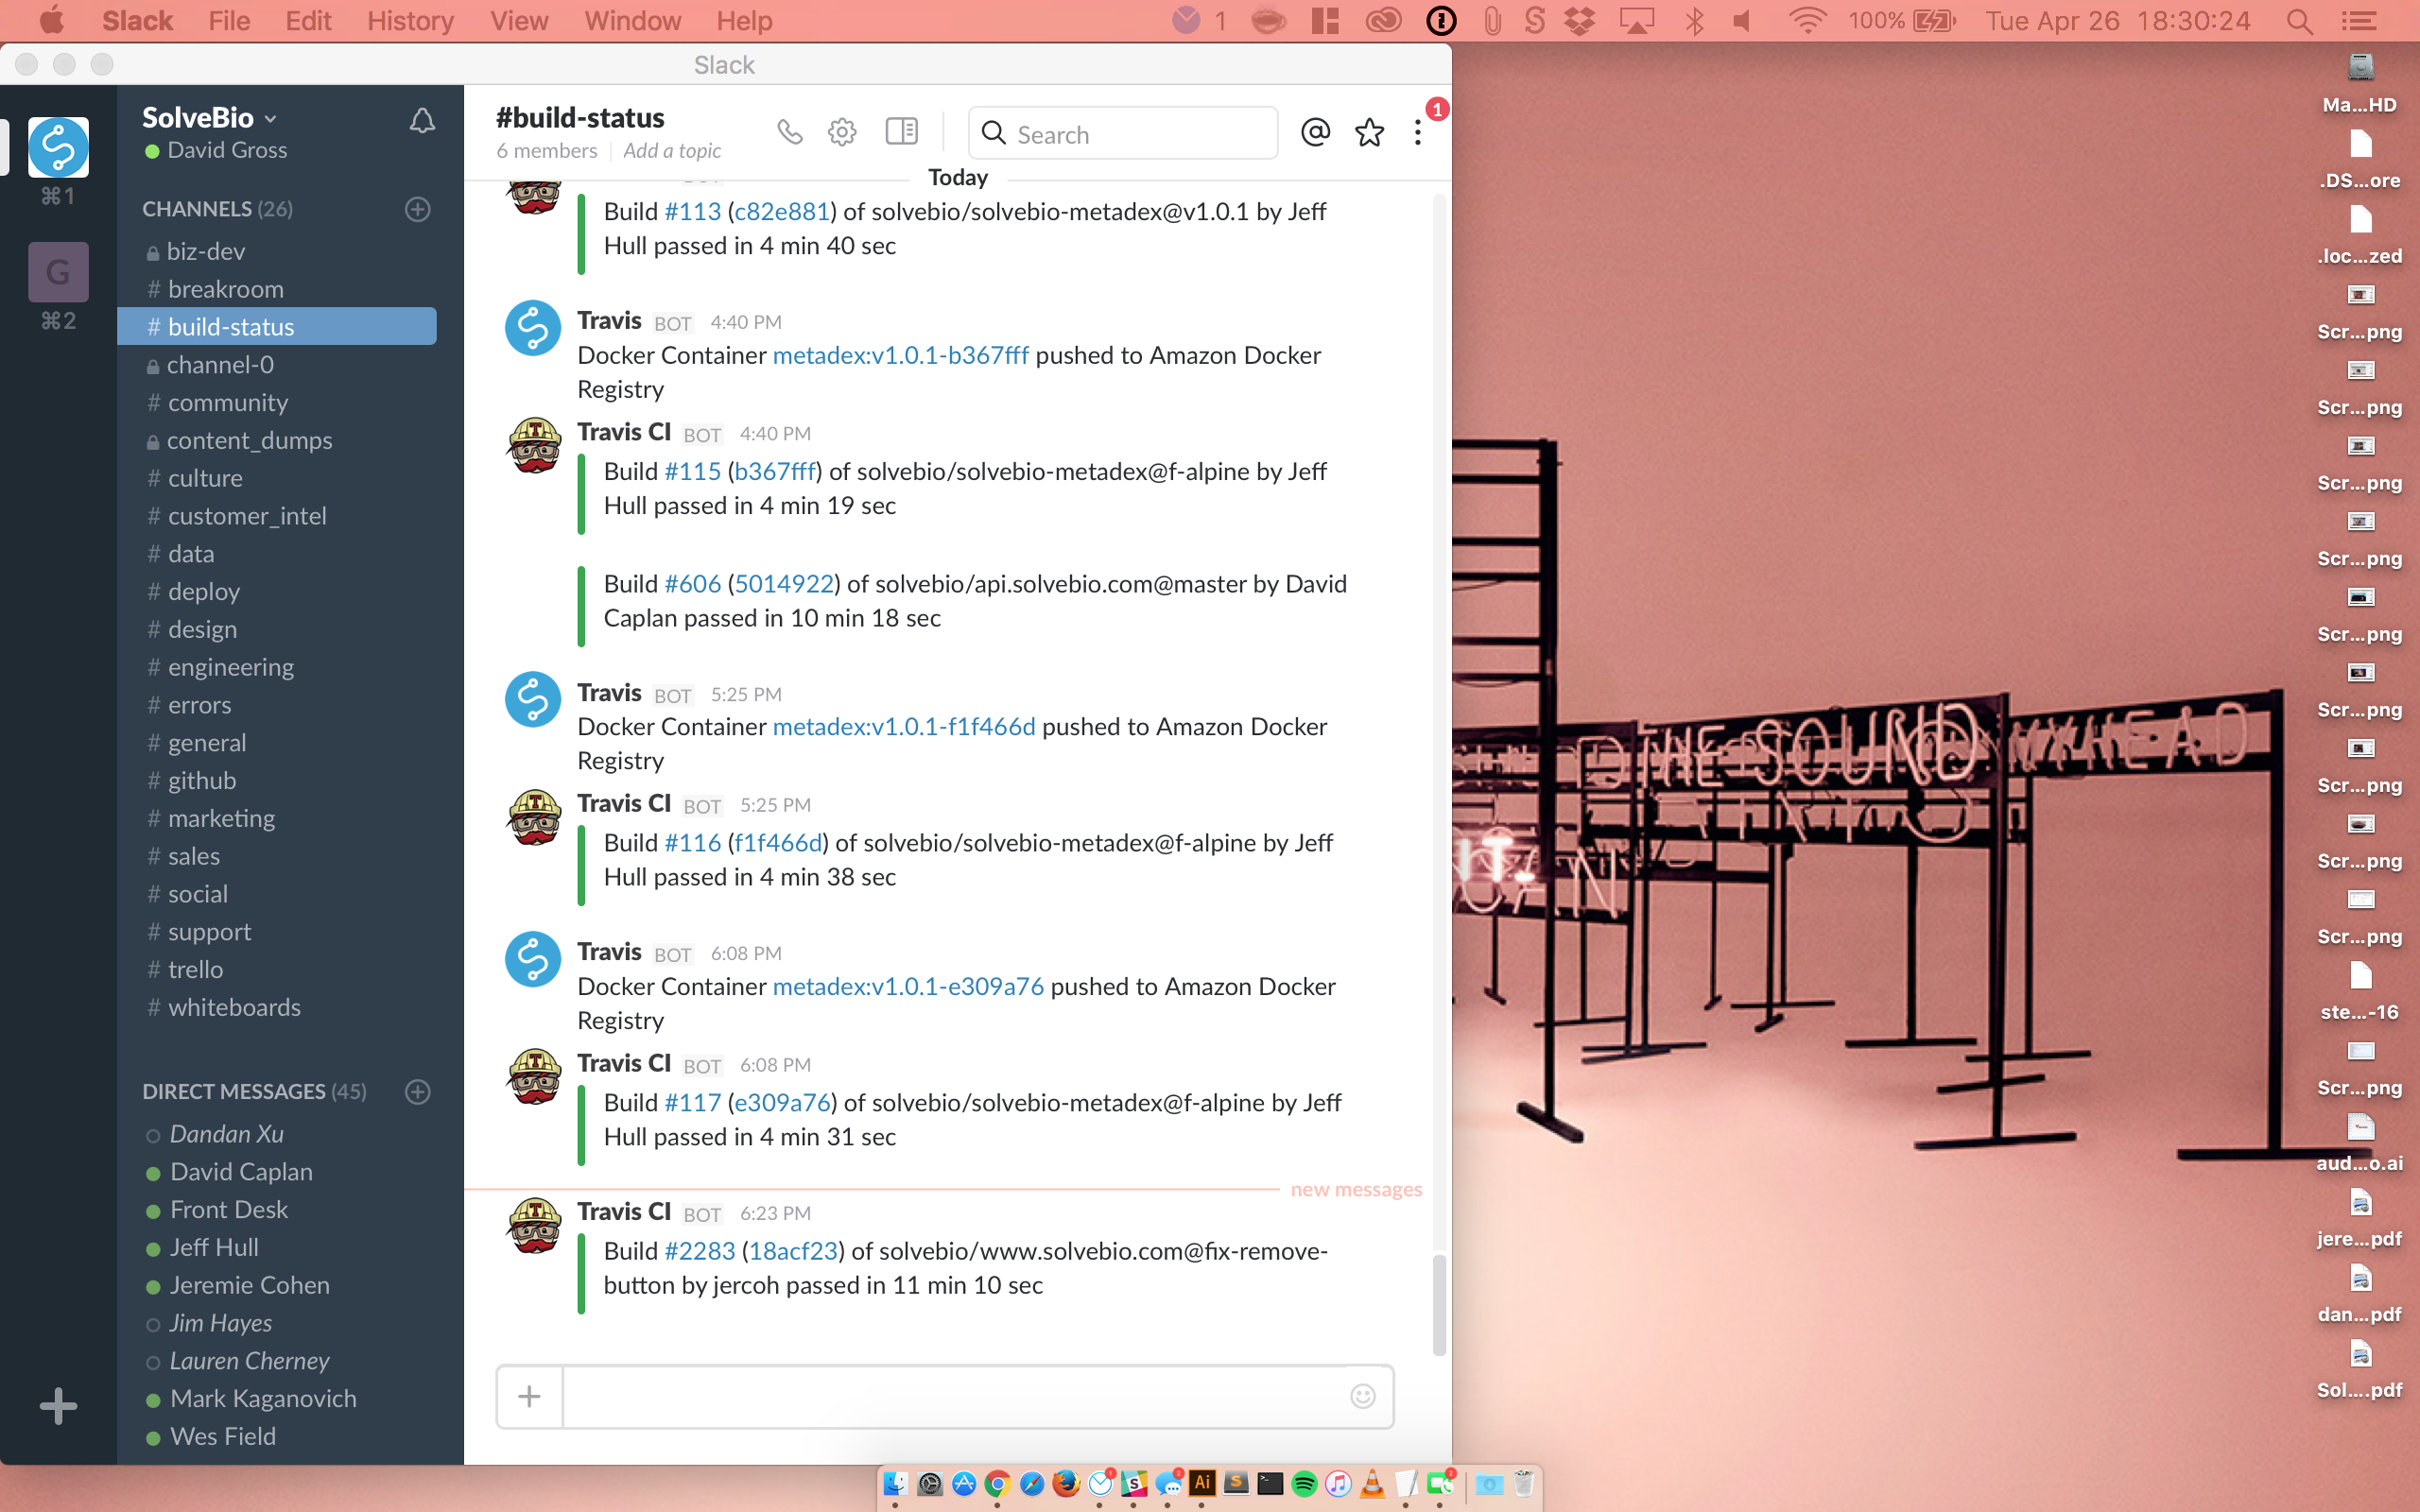 Slack File Edit History View Window Help 1 100% Tue Apr 26 18:30:24
Slack
SolveBio
David Gross
⌘1
⌘2
G
CHANNELS (26)
biz-dev
# breakroom
# build-status
channel-0
# community
content_dumps
# culture
# customer_intel
# data
# deploy
# design
# engineering
# errors
# general
# github
# marketing
# sales
# social
# support
# trello
# whiteboards
DIRECT MESSAGES (45)
Dandan Xu
David Caplan
Front Desk
Jeff Hull
Jeremie Cohen
Jim Hayes
Lauren Cherney
Mark Kaganovich
Wes Field
#build-status
6 members Add a topic
Search
1
Today
Build #113 (c82e881) of solvebio/solvebio-metadex@v1.0.1 by Jeff
Hull passed in 4 min 40 sec
Travis BOT 4:40 PM
Docker Container metadex:v1.0.1-b367fff pushed to Amazon Docker
Registry
Travis CI BOT 4:40 PM
Build #115 (b367fff) of solvebio/solvebio-metadex@f-alpine by Jeff
Hull passed in 4 min 19 sec
Build #606 (5014922) of solvebio/api.solvebio.com@master by David
Caplan passed in 10 min 18 sec
Travis BOT 5:25 PM
Docker Container metadex:v1.0.1-f1f466d pushed to Amazon Docker
Registry
Travis CI BOT 5:25 PM
Build #116 (f1f466d) of solvebio/solvebio-metadex@f-alpine by Jeff
Hull passed in 4 min 38 sec
Travis BOT 6:08 PM
Docker Container metadex:v1.0.1-e309a76 pushed to Amazon Docker
Registry
Travis CI BOT 6:08 PM
Build #117 (e309a76) of solvebio/solvebio-metadex@f-alpine by Jeff
Hull passed in 4 min 31 sec
new messages
Travis CI BOT 6:23 PM
Build #2283 (18acf23) of solvebio/www.solvebio.com@fix-remove-
button by jercoh passed in 11 min 10 sec
THE SOUND
HEAD
Ma...HD
.DS...ore
.loc...zed
Scr...png
Scr...png
Scr...png
Scr...png
Scr...png
Scr...png
Scr...png
Scr...png
Scr...png
ste...-16
Scr...png
aud...o.ai
jere...pdf
dan...pdf
Sol....pdf
Ai